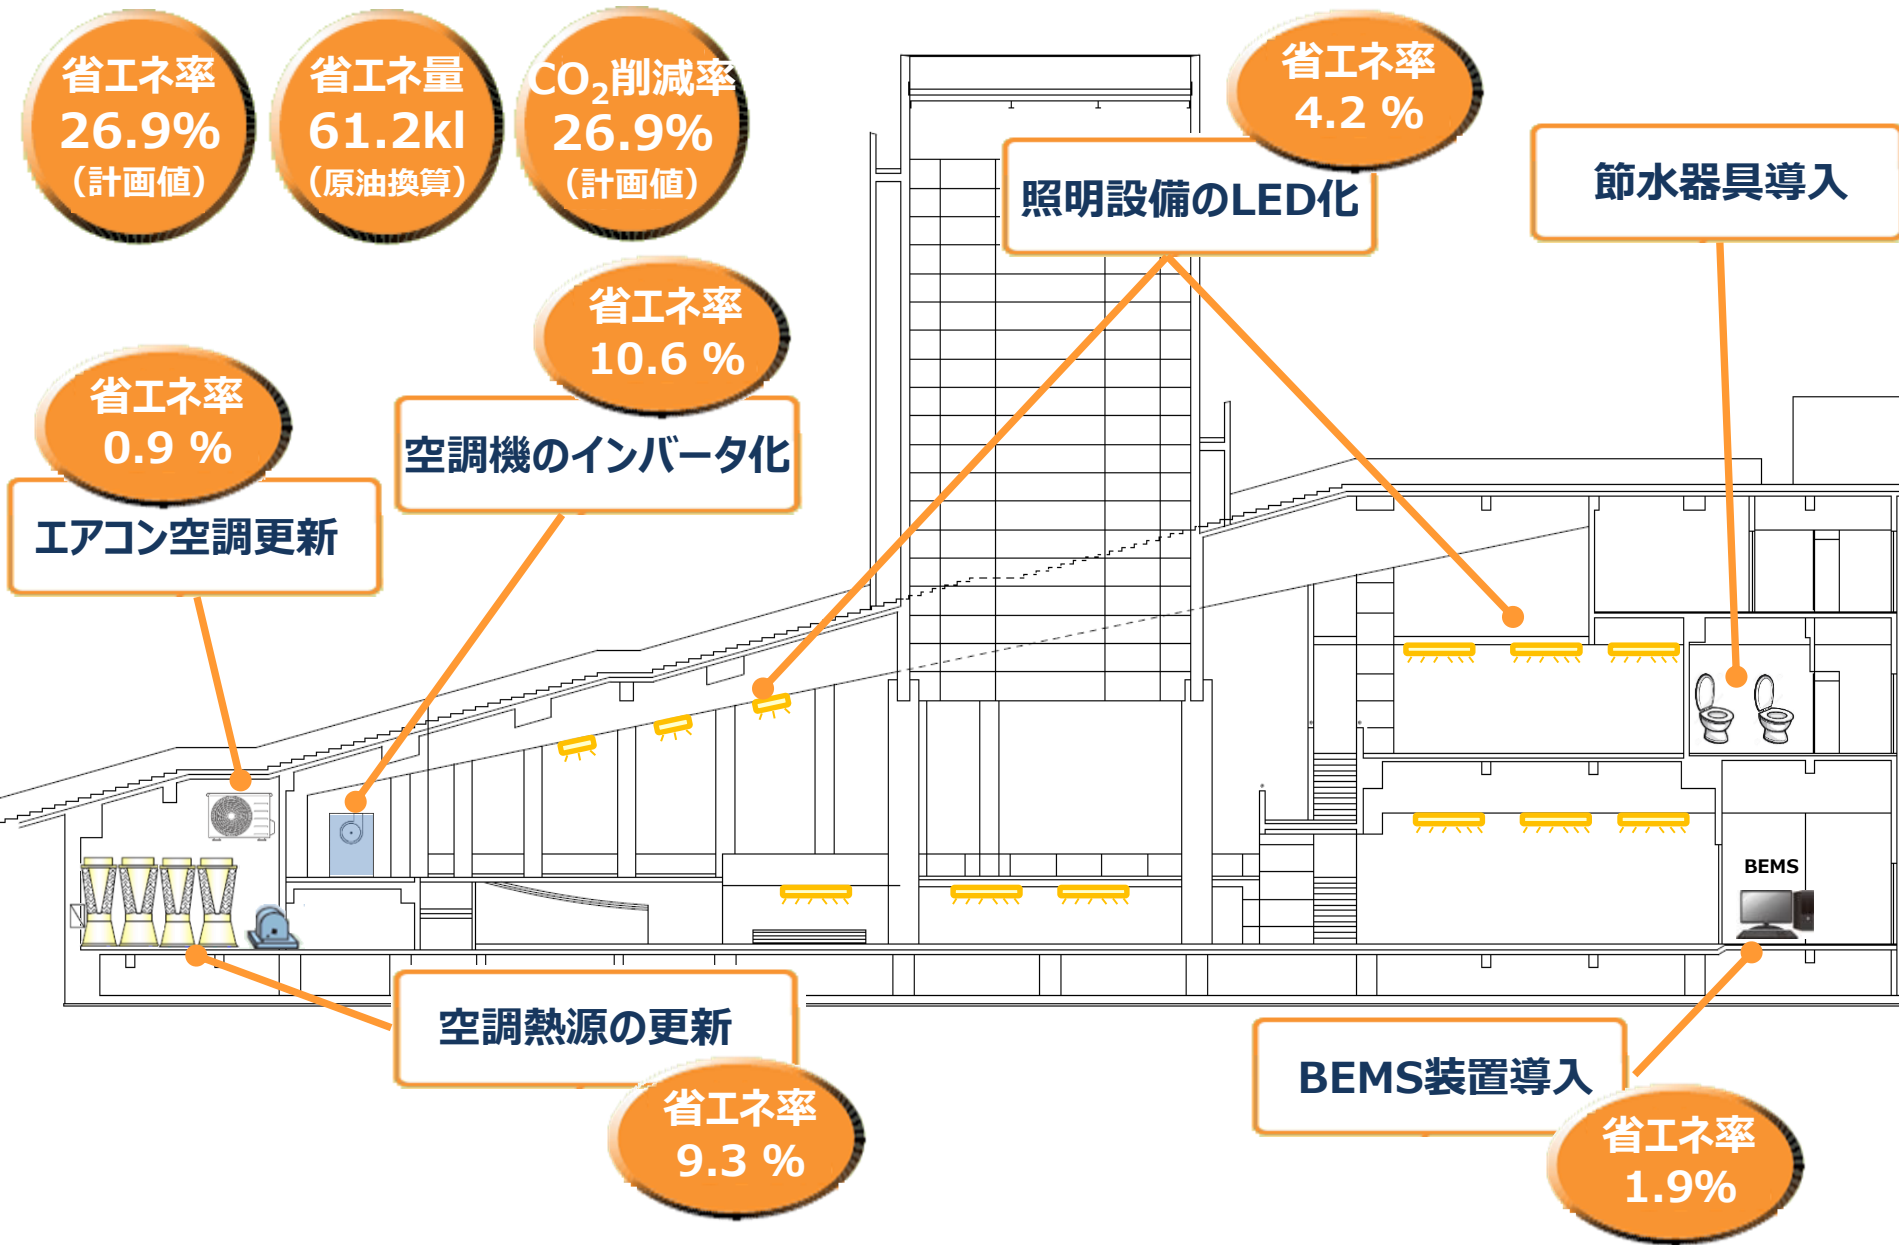 省エネ率
26.9%
（計画値）
省エネ量
61.2kl
（原油換算）
CO₂削減率
26.9%
（計画値）
省エネ率
4.2 %
照明設備のLED化
節水器具導入
省エネ率
10.6 %
空調機のインバータ化
省エネ率
0.9 %
エアコン空調更新
BEMS
空調熱源の更新
省エネ率
9.3 %
BEMS装置導入
省エネ率
1.9%